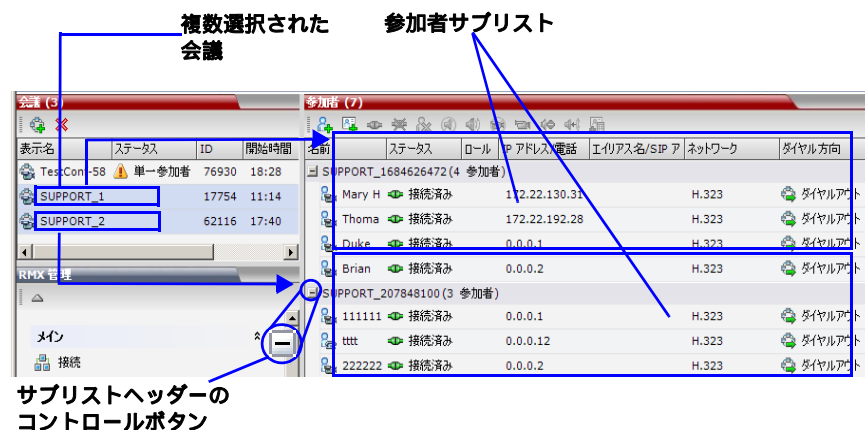 複数選択された
会議
参加者サブリスト
会議 (3)
表示名 ステータス ID 開始時間
TestConf-58 単一参加者 76930 18:28
SUPPORT_1 17754 11:14
SUPPORT_2 62116 17:40
RMX 管理
メイン
接続
参加者 (7)
名前 ステータス ロール IP アドレス/電話 エイリアス名/SIP ア ネットワーク ダイヤル方向
SUPPORT_1684626472(4 参加者)
Mary H 接続済み 172.22.130.31 H.323 ダイヤルアウト
Thoma 接続済み 172.22.192.28 H.323 ダイヤルアウト
Duke 接続済み 0.0.0.1 H.323 ダイヤルアウト
Brian 接続済み 0.0.0.2 H.323 ダイヤルアウト
SUPPORT_207848100(3 参加者)
111111 接続済み 0.0.0.1 H.323 ダイヤルアウト
tttt 接続済み 0.0.0.12 H.323 ダイヤルアウト
222222 接続済み 0.0.0.2 H.323 ダイヤルアウト
サブリストヘッダーの
コントロールボタン